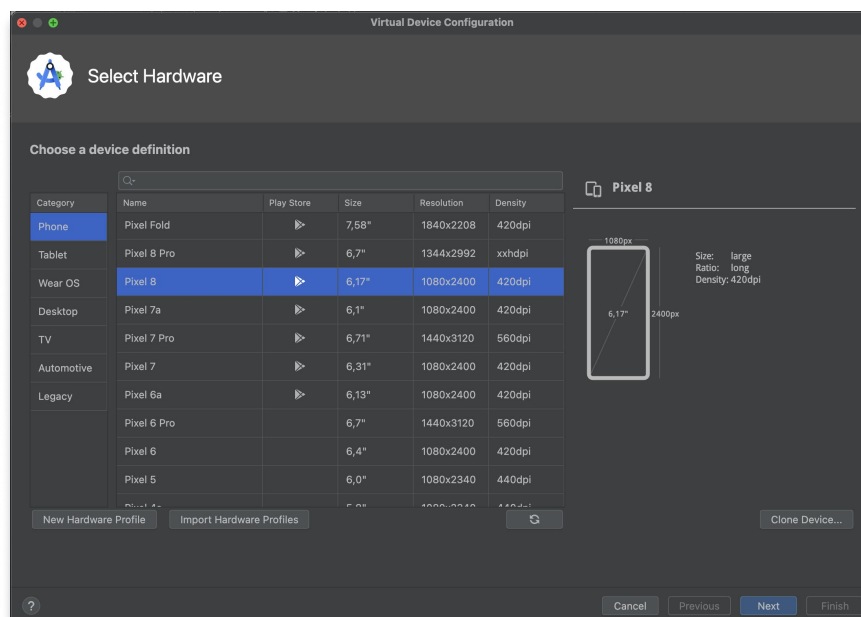 Virtual Device Configuration
Select Hardware
Choose a device definition
Category
Phone
Tablet
Wear OS
Desktop
TV
Automotive
Legacy
Name Play Store Size Resolution Density
Pixel Fold 7,58" 1840x2208 420dpi
Pixel 8 Pro 6,7" 1344x2992 xxhdpi
Pixel 8 6,17" 1080x2400 420dpi
Pixel 7a 6,1" 1080x2400 420dpi
Pixel 7 Pro 6,71" 1440x3120 560dpi
Pixel 7 6,31" 1080x2400 420dpi
Pixel 6a 6,13" 1080x2400 420dpi
Pixel 6 Pro 6,7" 1440x3120 560dpi
Pixel 6 6,4" 1080x2400 420dpi
Pixel 5 6,0" 1080x2340 440dpi
Pixel 8
1080px
6,17"
2400px
Size: large
Ratio: long
Density: 420dpi
New Hardware Profile Import Hardware Profiles Clone Device...
? Cancel Previous Next Finish